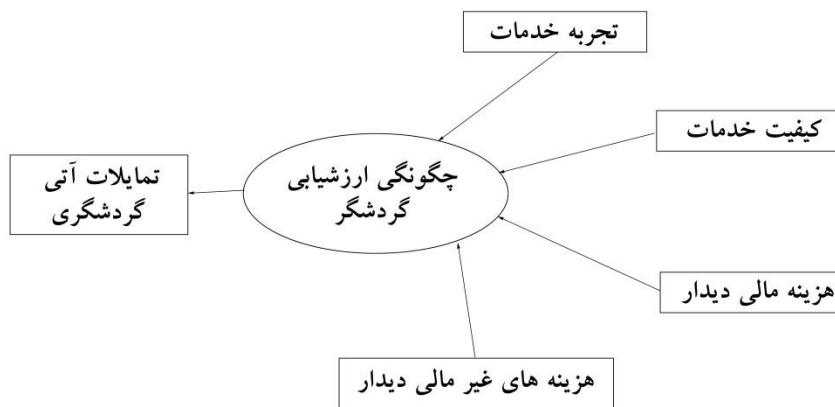 تجربه خدمات
کیفیت خدمات
چگونگی ارزشیابی
گردشگر
تمایلات آتی
گردشگری
هزینه مالی دیدار
هزینه های غیر مالی دیدار